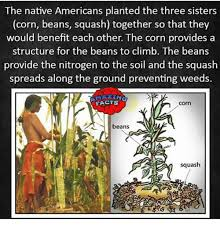 The native Americans planted the three sisters
(corn, beans, squash) together so that they
would benefit each other. The corn provides a
structure for the beans to climb. The beans
provide the nitrogen to the soil and the squash
spreads along the ground preventing weeds.
AMAZING
FACTS
corn
beans
squash